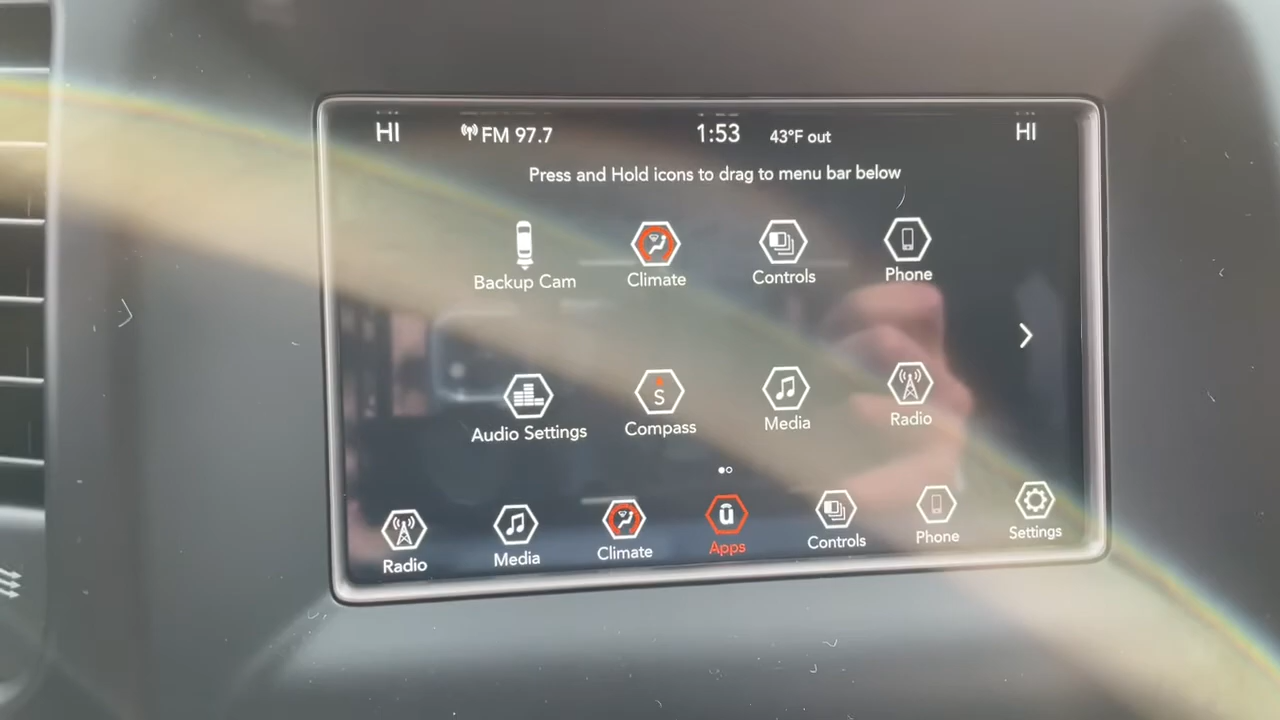 HI FM 97.7 1:53 43°F out HI
Press and Hold icons to drag to menu bar below
Backup Cam Climate Controls Phone
S
Audio Settings Compass Media Radio
ū
Radio Media Climate Apps Controls Phone Settings